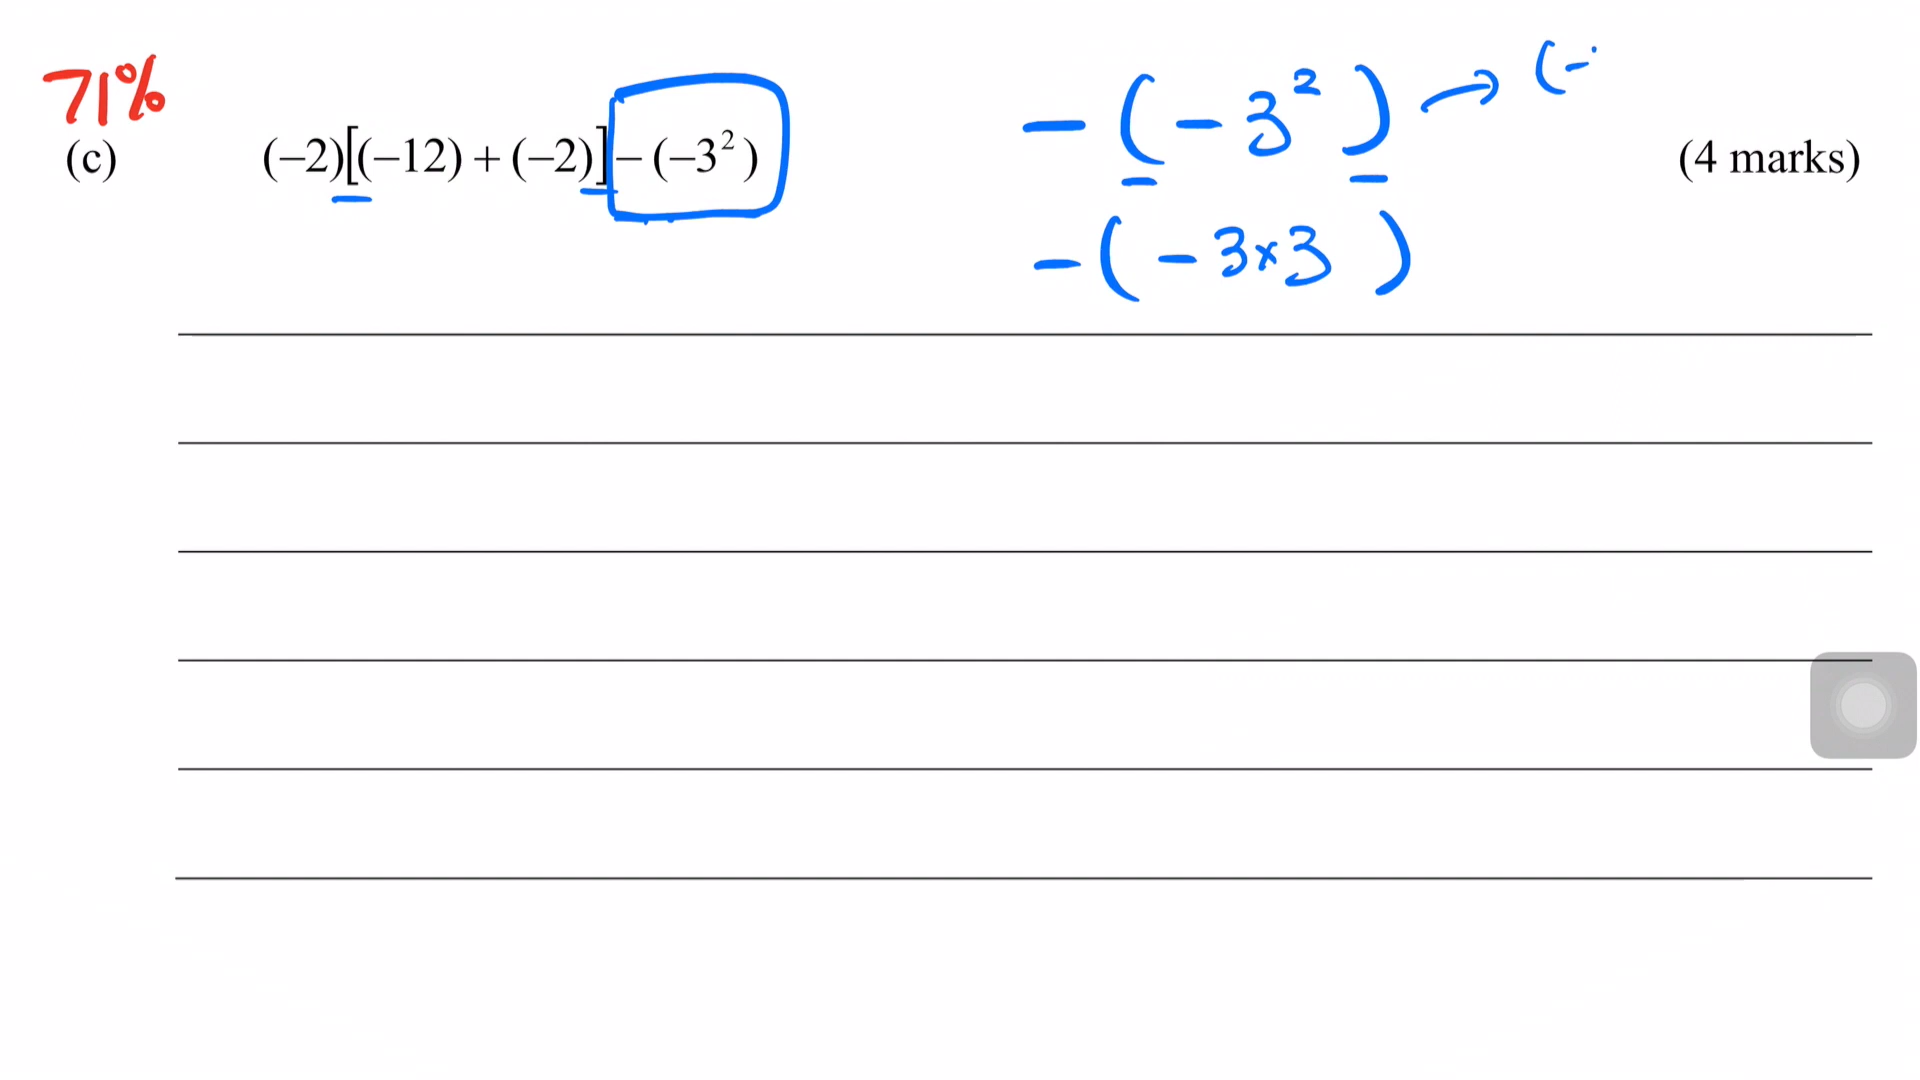 71%
(c) (–2)[(–12) + (–2)] – (–3²) (4 marks)
– ( – 3² ) → (-
– ( – 3 × 3 )